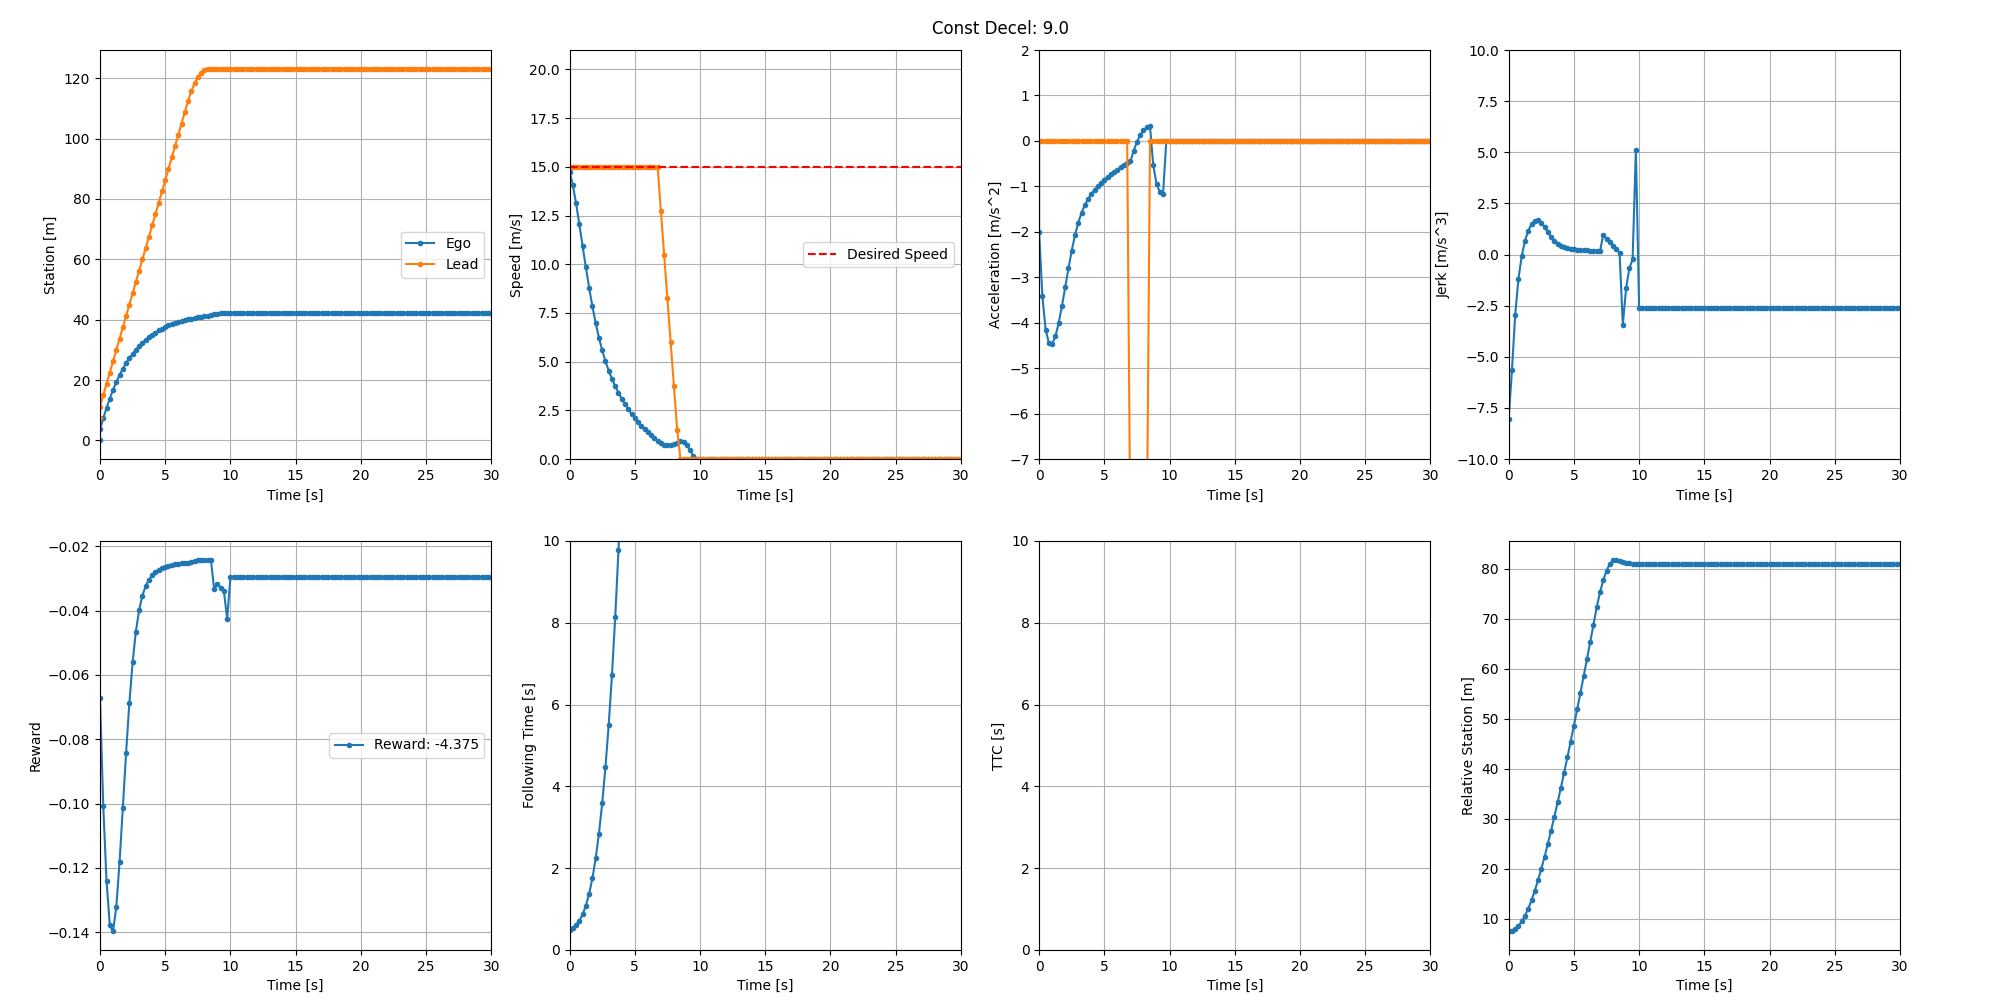 Const Decel: 9.0
Station [m]
120
100
80
60
40
20
0
0 5 10 15 20 25 30
Time [s]
Ego
Lead
Speed [m/s]
20.0
17.5
15.0
12.5
10.0
7.5
5.0
2.5
0.0
0 5 10 15 20 25 30
Time [s]
Desired Speed
Acceleration [m/s^2]
2
1
0
−1
−2
−3
−4
−5
−6
−7
0 5 10 15 20 25 30
Time [s]
Jerk [m/s^3]
10.0
7.5
5.0
2.5
0.0
−2.5
−5.0
−7.5
−10.0
0 5 10 15 20 25 30
Time [s]
Reward
−0.02
−0.04
−0.06
−0.08
−0.10
−0.12
−0.14
0 5 10 15 20 25 30
Time [s]
Reward: -4.375
Following Time [s]
10
8
6
4
2
0
0 5 10 15 20 25 30
Time [s]
TTC [s]
10
8
6
4
2
0
0 5 10 15 20 25 30
Time [s]
Relative Station [m]
80
70
60
50
40
30
20
10
0 5 10 15 20 25 30
Time [s]